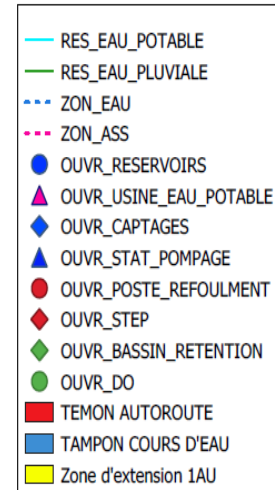 RES_EAU_POTABLE
RES_EAU_PLUVIALE
ZON_EAU
ZON_ASS
OUVR_RESERVOIRS
OUVR_USINE_EAU_POTABLE
OUVR_CAPTAGES
OUVR_STAT_POMPAGE
OUVR_POSTE_REFOULMENT
OUVR_STEP
OUVR_BASSIN_RETENTION
OUVR_DO
TEMON AUTOROUTE
TAMPON COURS D'EAU
Zone d'extension 1AU